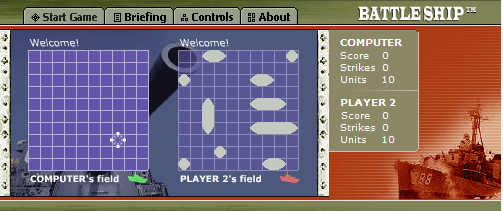 Start Game
Briefing
Controls
About
BATTLESHIP™
Welcome!
Welcome!
COMPUTER's field
PLAYER 2's field
COMPUTER
Score 0
Strikes 0
Units 10
PLAYER 2
Score 0
Strikes 0
Units 10